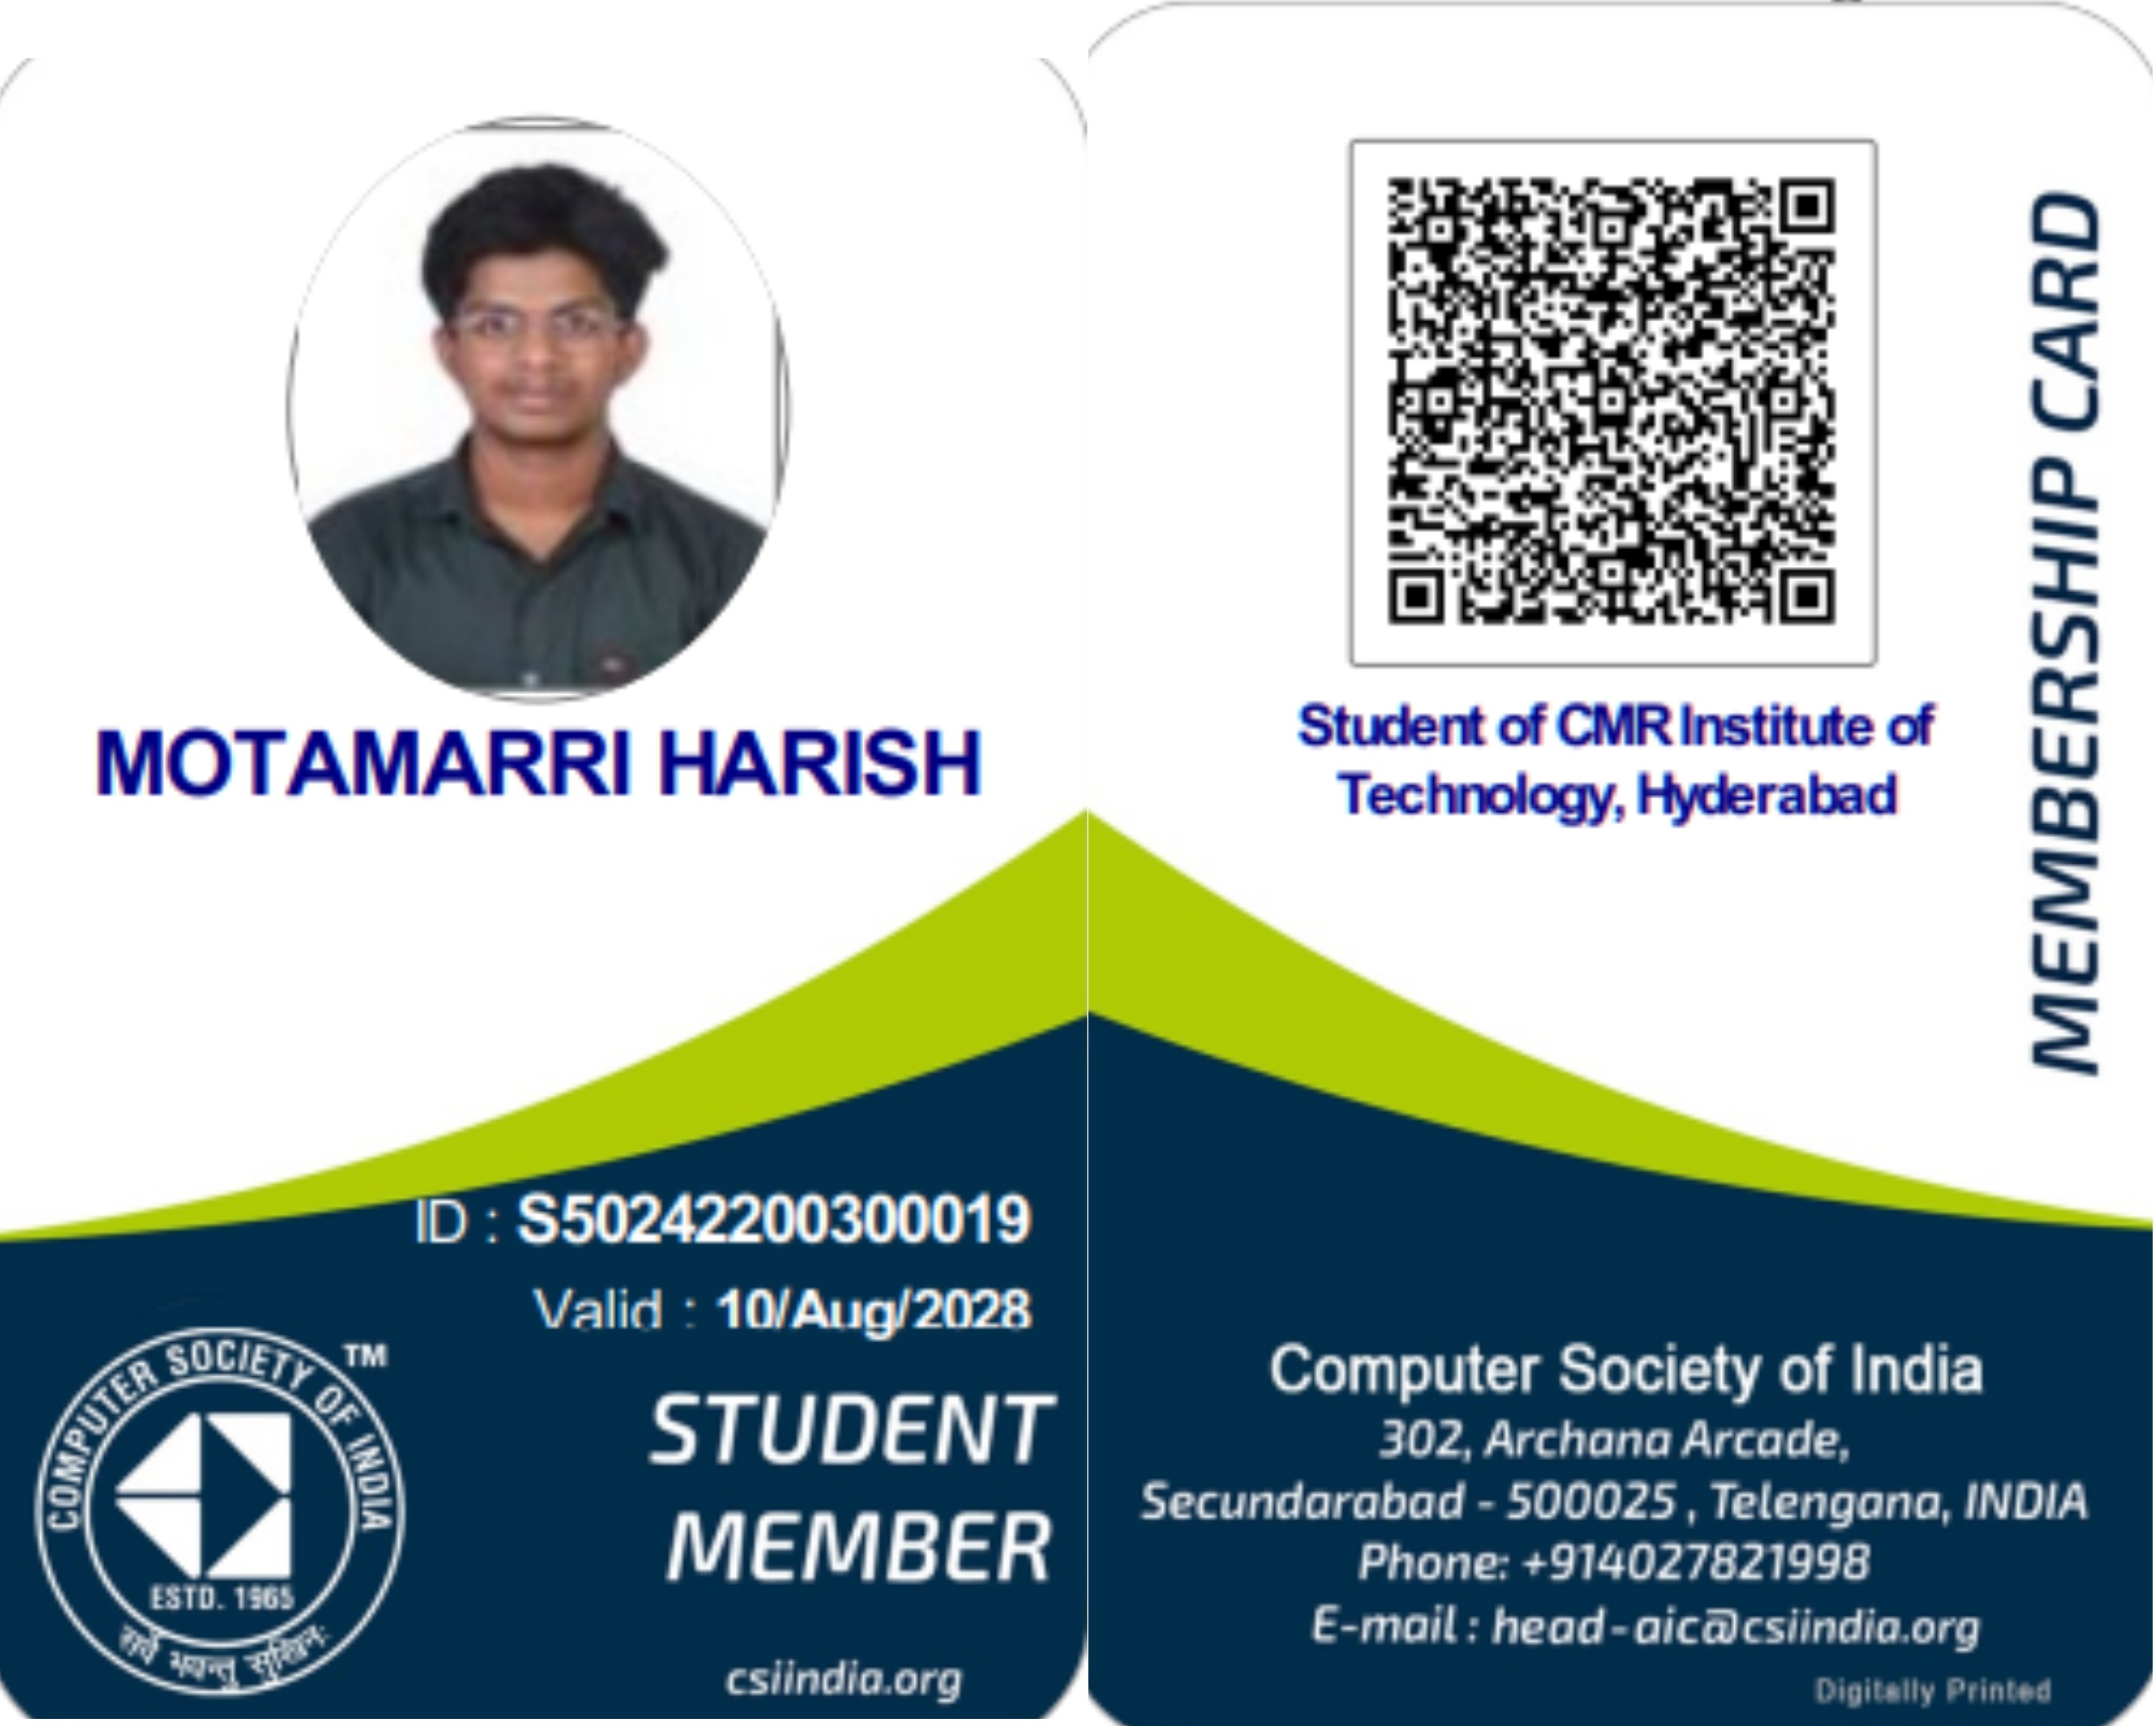 MOTAMARRI HARISH
ID : S50242200300019
Valid : 10/Aug/2028
COMPUTER SOCIETY OF INDIA
TM
ESTD. 1965
सर्वे भवन्तु सुखिनः
STUDENT
MEMBER
csiindia.org
Student of CMR Institute of
Technology, Hyderabad
MEMBERSHIP CARD
Computer Society of India
302, Archana Arcade,
Secundarabad - 500025 , Telengana, INDIA
Phone: +914027821998
E-mail : head-aic@csiindia.org
Digitally Printed